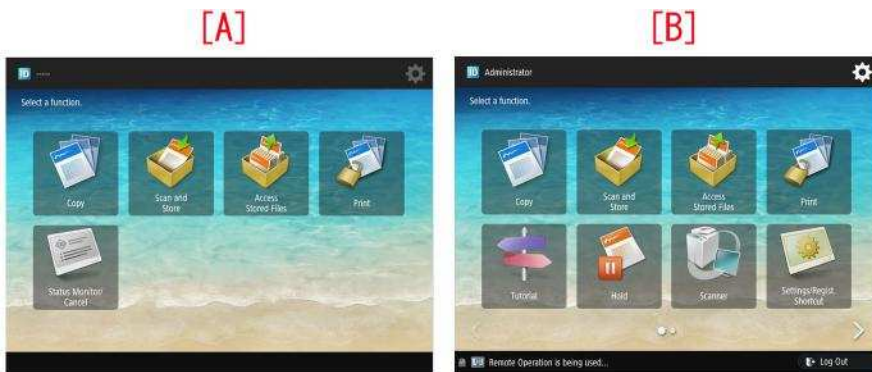 [A]
[B]
ID -----
Select a function.
Copy
Scan and
Store
Access
Stored Files
Print
Status Monitor/
Cancel
ID Administrator
Select a function.
Copy
Scan and
Store
Access
Stored Files
Print
Tutorial
Hold
Scanner
Settings/Regist.
Shortcut
Remote Operation is being used...
Log Out